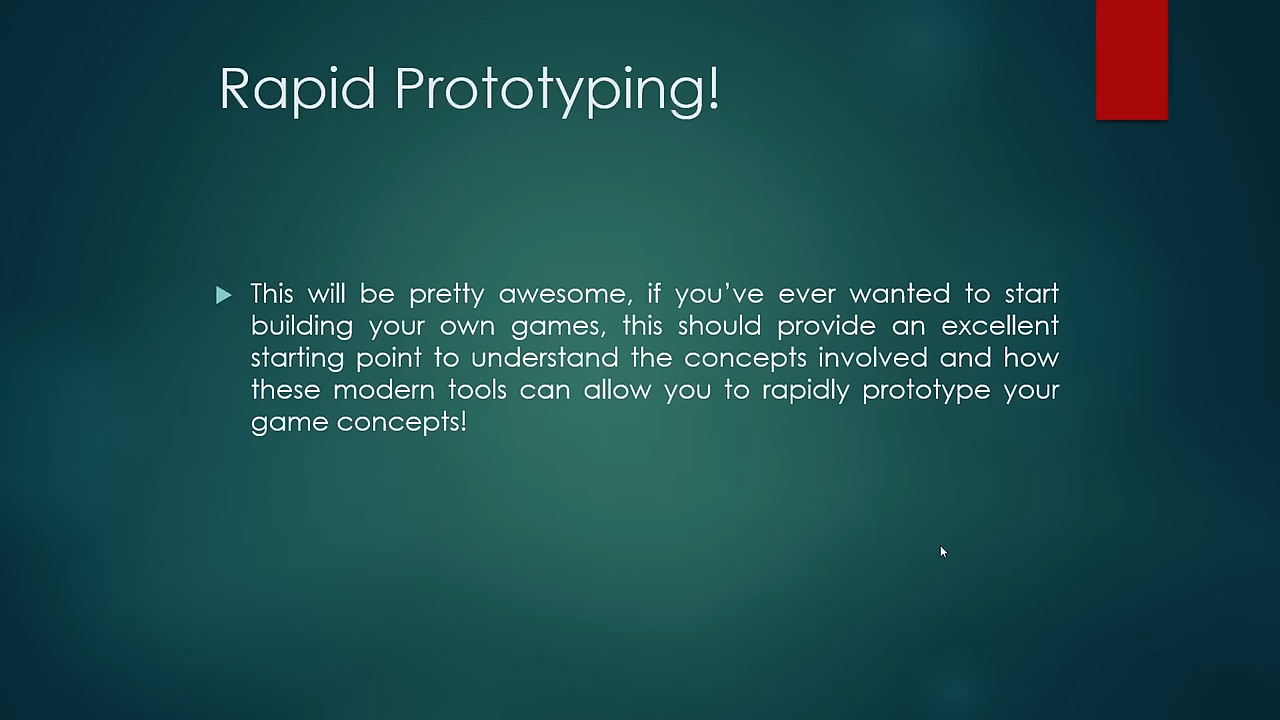 Rapid Prototyping!
This will be pretty awesome, if you’ve ever wanted to start
building your own games, this should provide an excellent
starting point to understand the concepts involved and how
these modern tools can allow you to rapidly prototype your
game concepts!